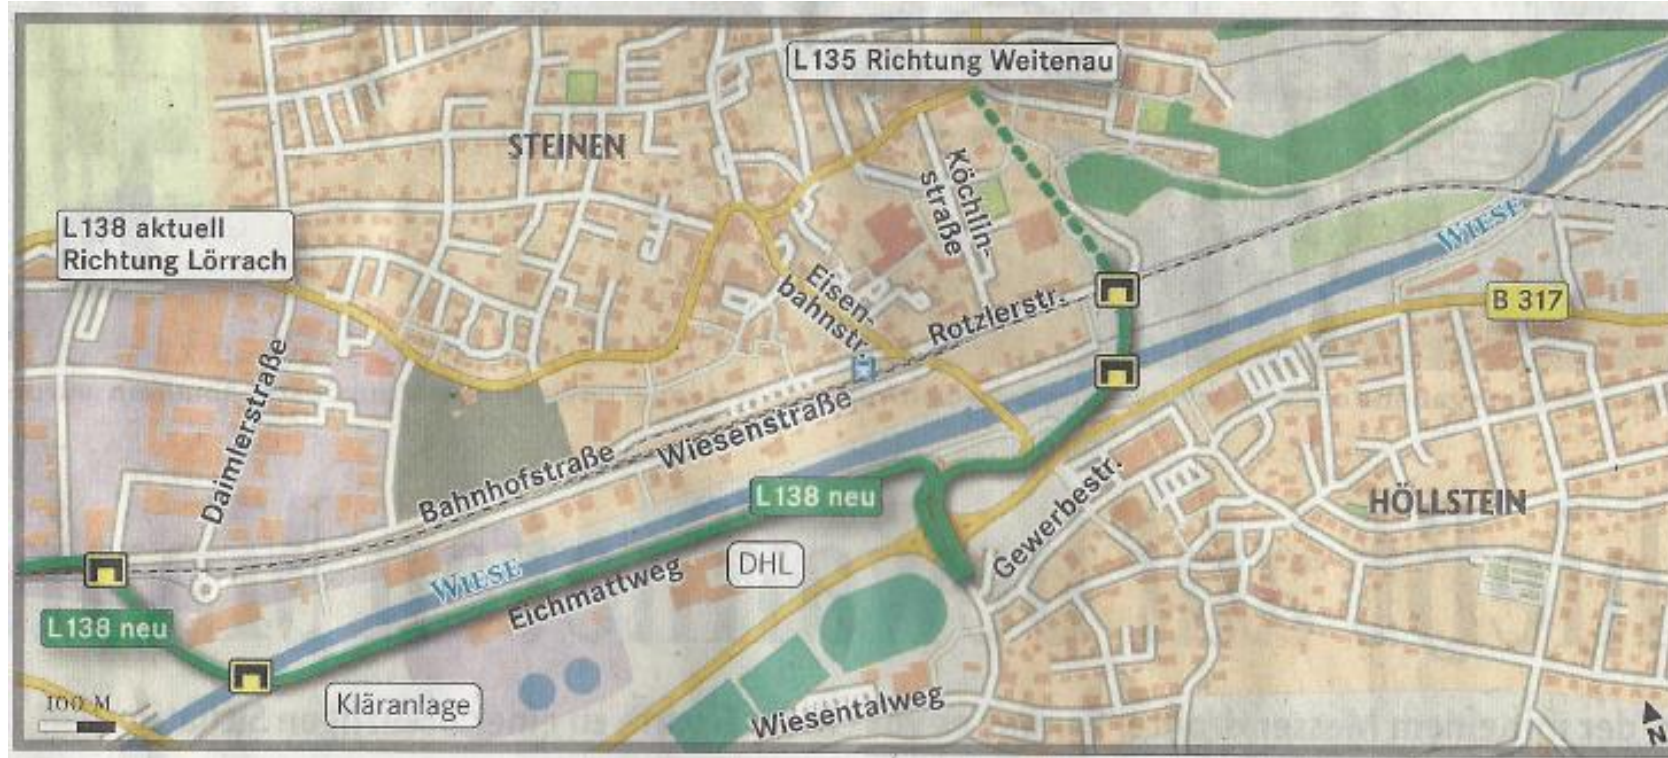 L135 Richtung Weitenau
STEINEN
Köchlin-
straße
L138 aktuell
Richtung Lörrach
WIESE
Eisen-
bahnstr.
Rotzlerstr.
B 317
Daimlerstraße
Wiesenstraße
Bahnhofstraße
L138 neu
Gewerbestr.
HÖLLSTEIN
DHL
WIESE
Eichmattweg
L138 neu
Kläranlage
Wiesentalweg
100 M
N